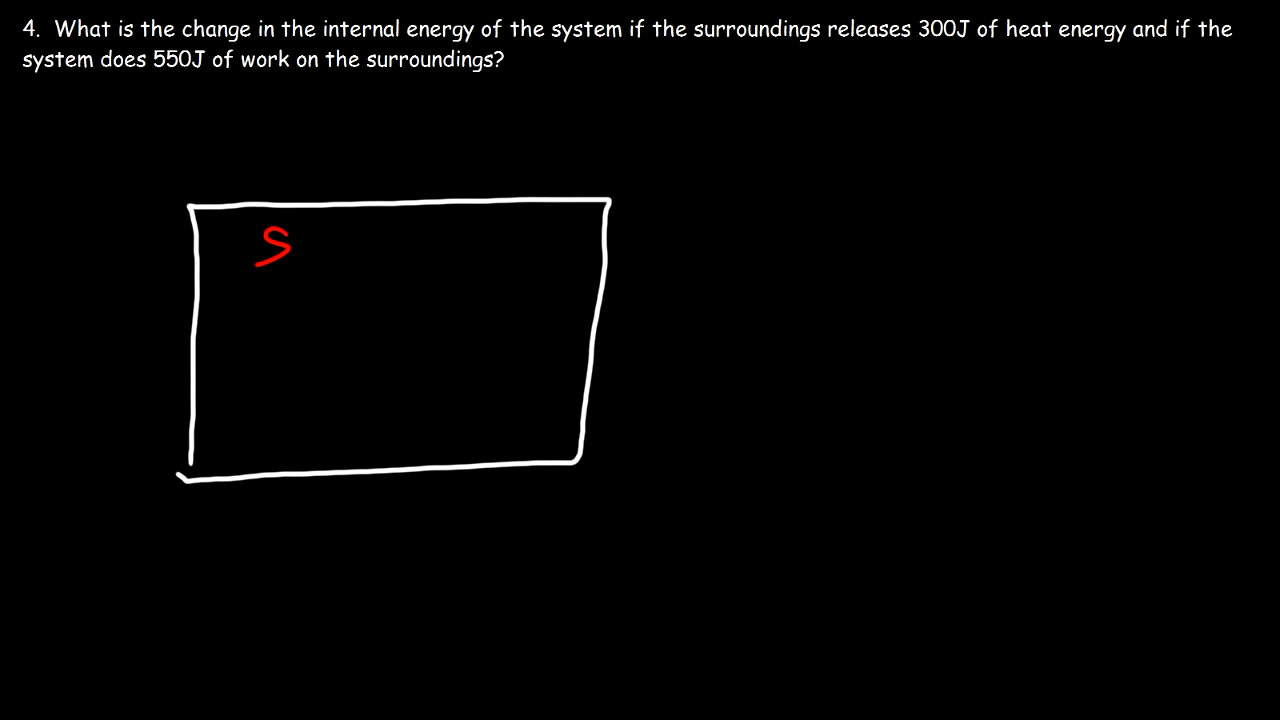 4. What is the change in the internal energy of the system if the surroundings releases 300J of heat energy and if the
system does 550J of work on the surroundings?
S